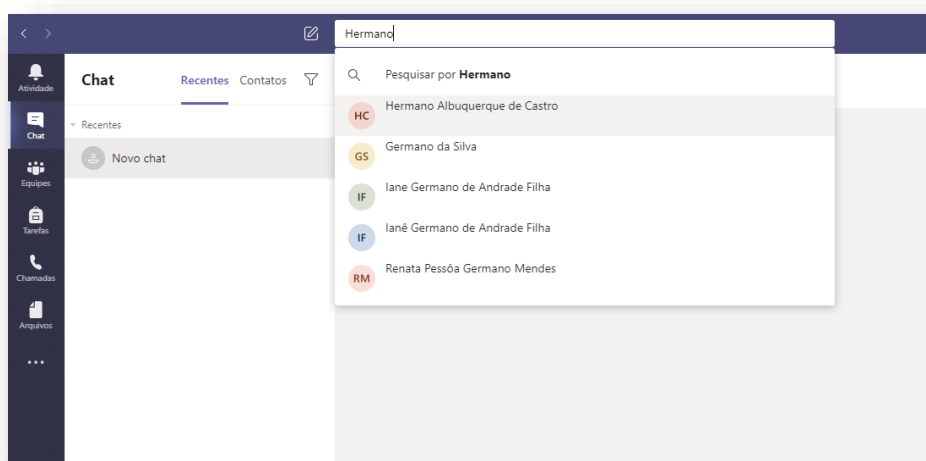 Hermano
Atividade
Chat
Equipes
Tarefas
Chamadas
Arquivos
Chat Recentes Contatos
Recentes
Novo chat
Pesquisar por Hermano
HC Hermano Albuquerque de Castro
GS Germano da Silva
IF Iane Germano de Andrade Filha
IF Ianê Germano de Andrade Filha
RM Renata Pessôa Germano Mendes